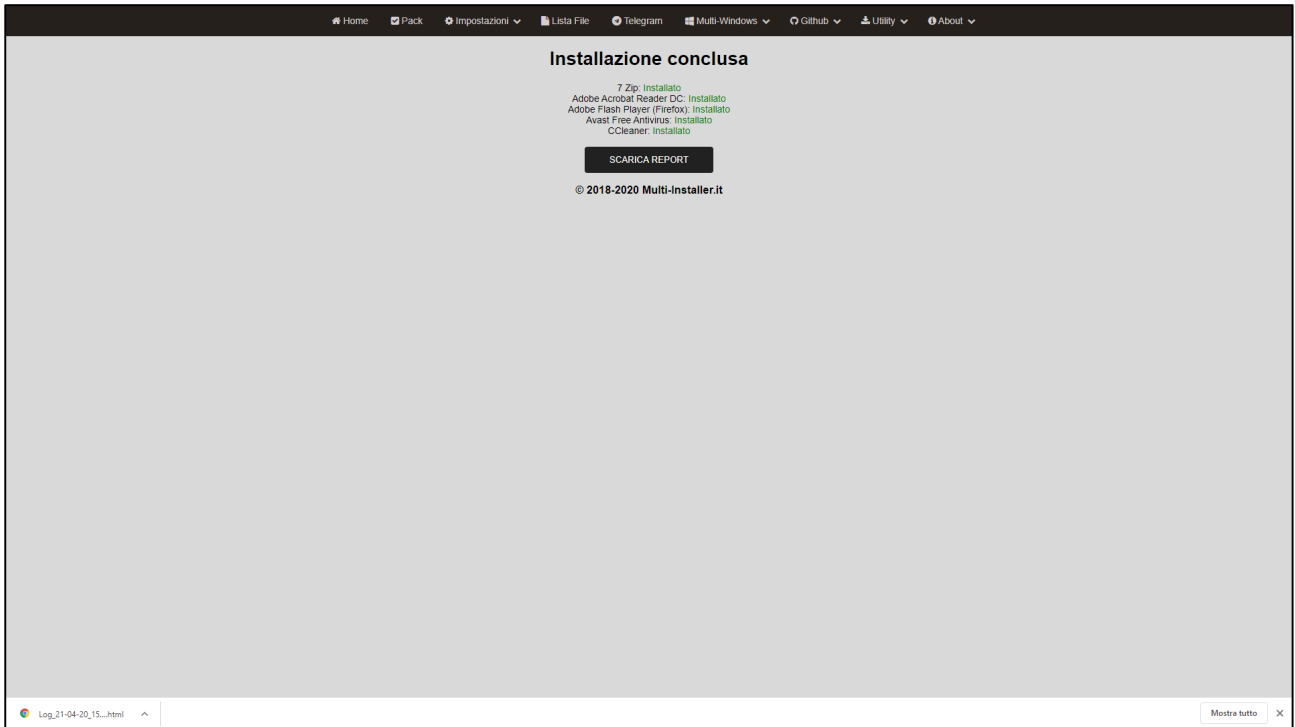 Home Pack Impostazioni Lista File Telegram Multi-Windows Github Utility About
Installazione conclusa
7 Zip: Installato
Adobe Acrobat Reader DC: Installato
Adobe Flash Player (Firefox): Installato
Avast Free Antivirus: Installato
CCleaner: Installato
SCARICA REPORT
© 2018-2020 Multi-Installer.it
Log_21-04-20_15....html Mostra tutto